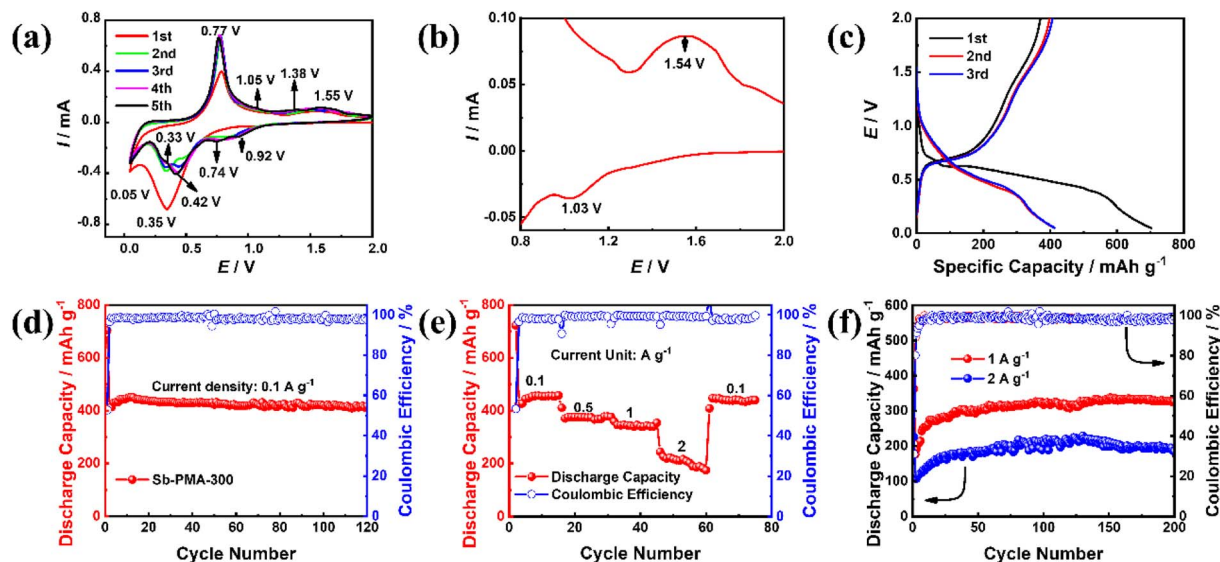 (a)
0.77 V
1st
2nd
3rd
4th
5th
1.05 V
1.38 V
1.55 V
0.33 V
0.92 V
0.74 V
0.42 V
0.05 V
0.35 V
0.8
0.4
0.0
-0.4
-0.8
I / mA
0.0 0.5 1.0 1.5 2.0
E / V
(b)
0.10
0.05
0.00
-0.05
I / mA
1.54 V
1.03 V
0.8 1.2 1.6 2.0
E / V
(c)
1st
2nd
3rd
2.0
1.5
1.0
0.5
0.0
E / V
0 200 400 600 800
Specific Capacity / mAh g-1
(d)
800
600
400
200
0
Discharge Capacity / mAh g-1
Current density: 0.1 A g-1
Sb-PMA-300
100
80
60
40
20
0
Coulombic Efficiency / %
0 20 40 60 80 100 120
Cycle Number
(e)
800
600
400
200
0
Discharge Capacity / mAh g-1
Current Unit: A g-1
0.1
0.5
1
2
0.1
Discharge Capacity
Coulombic Efficiency
100
80
60
40
20
0
Coulombic Efficiency / %
0 20 40 60 80
Cycle Number
(f)
600
500
400
300
200
100
0
Discharge Capacity / mAh g-1
1 A g-1
2 A g-1
100
80
60
40
20
0
Coulombic Efficiency / %
0 50 100 150 200
Cycle Number